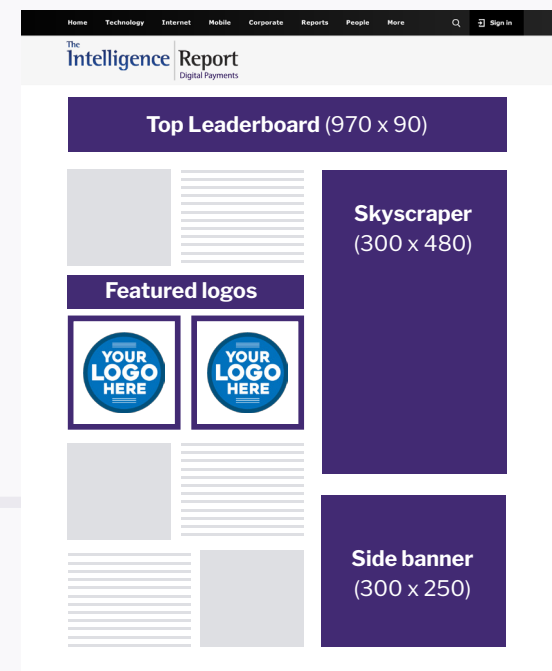 Home Technology Internet Mobile Corporate Reports People More Sign in
The
Intelligence Report
Digital Payments
Top Leaderboard (970 x 90)
Skyscraper
(300 x 480)
Featured logos
YOUR
LOGO
HERE
YOUR
LOGO
HERE
Side banner
(300 x 250)